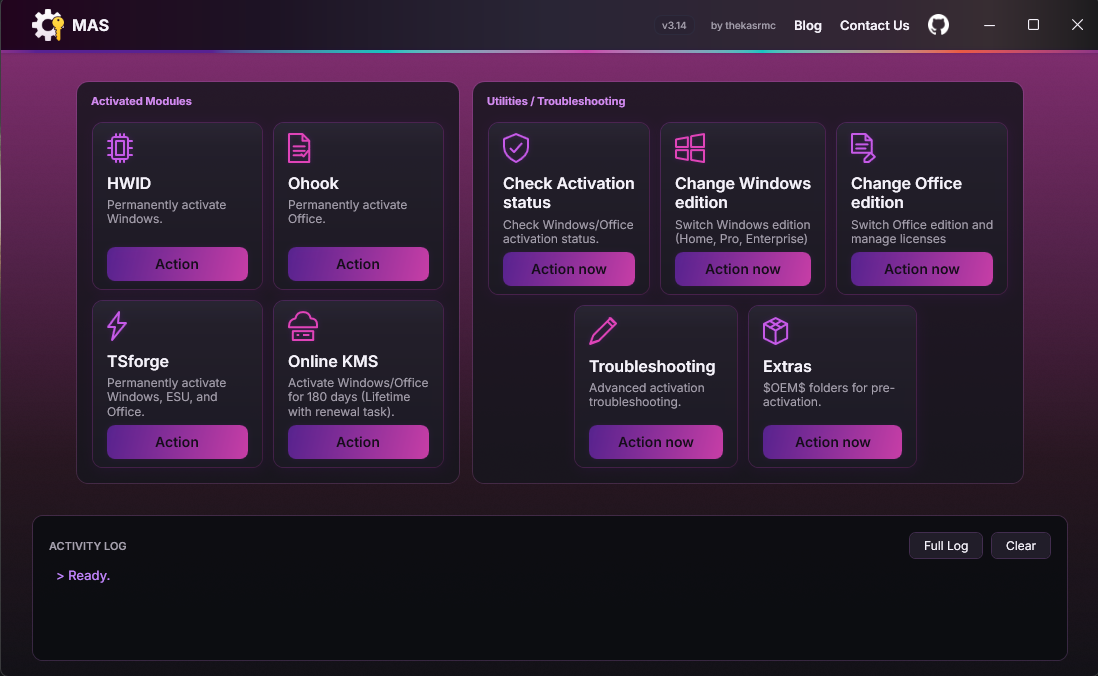 MAS
v3.14
by thekasrmc
Blog
Contact Us
Activated Modules
HWID
Permanently activate
Windows.
Action
Ohook
Permanently activate
Office.
Action
TSforge
Permanently activate
Windows, ESU, and
Office.
Action
Online KMS
Activate Windows/Office
for 180 days (Lifetime
with renewal task).
Action
Utilities / Troubleshooting
Check Activation
status
Check Windows/Office
activation status.
Action now
Change Windows
edition
Switch Windows edition
(Home, Pro, Enterprise)
Action now
Change Office
edition
Switch Office edition and
manage licenses
Action now
Troubleshooting
Advanced activation
troubleshooting.
Action now
Extras
$OEM$ folders for pre-
activation.
Action now
ACTIVITY LOG
Full Log
Clear
> Ready.